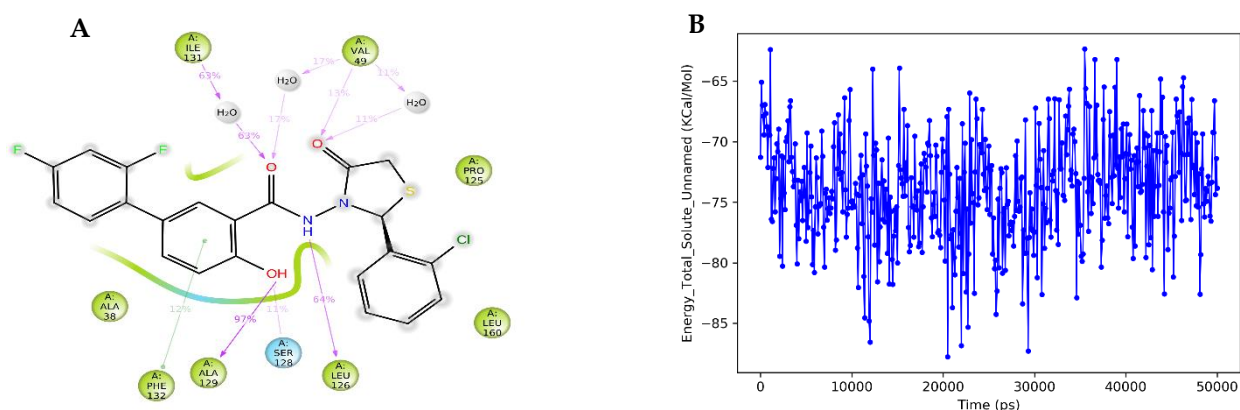 A
A:
ILE
131
63%
H₂O
63%
17%
H₂O
17%
A:
VAL
49
13%
11%
H₂O
11%
F
F
O
O
N
N
H
S
Cl
OH
A:
PRO
125
A:
LEU
160
A:
ALA
38
12%
97%
11%
64%
A:
PHE
132
A:
ALA
129
A:
SER
128
A:
LEU
126
B
Energy_Total_Solute_Unnamed (KCal/Mol)
−65
−70
−75
−80
−85
0 10000 20000 30000 40000 50000
Time (ps)